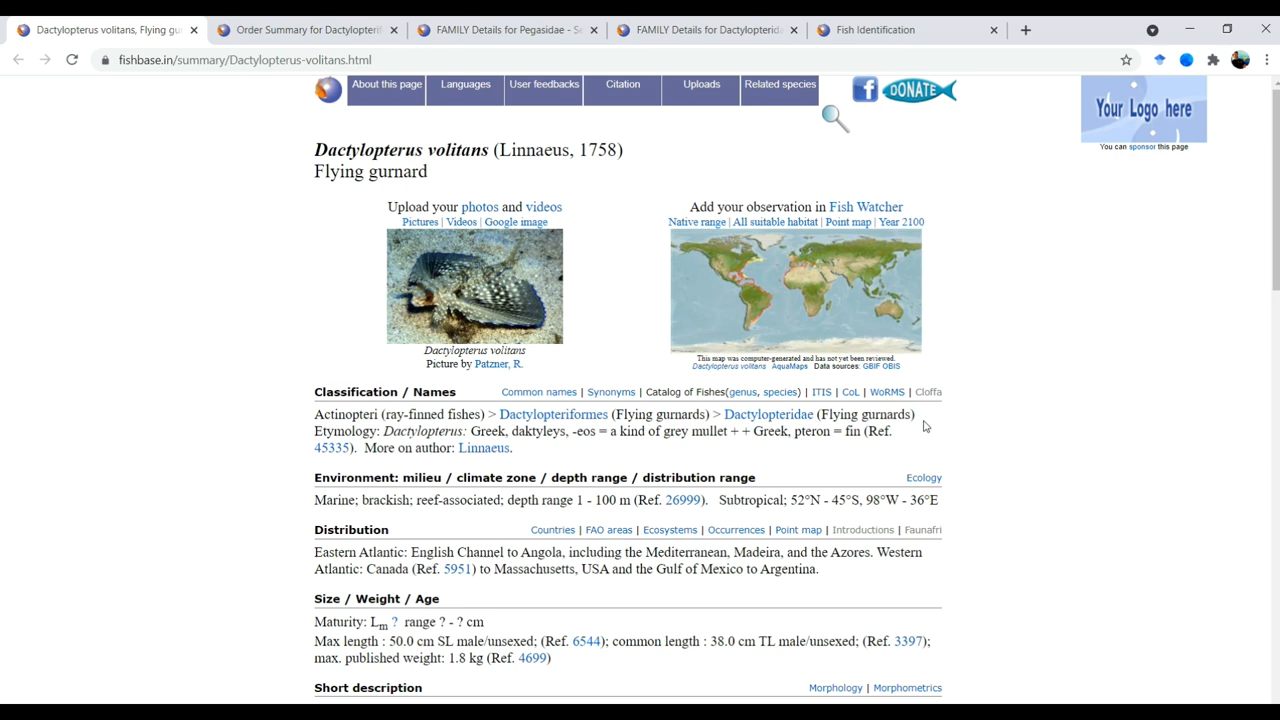 Dactylopterus volitans, Flying gu
Order Summary for Dactylopterif
FAMILY Details for Pegasidae - Se
FAMILY Details for Dactylopterida
Fish Identification
fishbase.in/summary/Dactylopterus-volitans.html
About this page
Languages
User feedbacks
Citation
Uploads
Related species
DONATE
Your Logo here
You can sponsor this page
Dactylopterus volitans (Linnaeus, 1758)
Flying gurnard
Upload your photos and videos
Pictures | Videos | Google image
Add your observation in Fish Watcher
Native range | All suitable habitat | Point map | Year 2100
Dactylopterus volitans
Picture by Patzner, R.
This map was computer-generated and has not yet been reviewed.
Dactylopterus volitans AquaMaps Data sources: GBIF OBIS
Classification / Names Common names | Synonyms | Catalog of Fishes(genus, species) | ITIS | CoL | WoRMS | Cloffa
Actinopteri (ray-finned fishes) > Dactylopteriformes (Flying gurnards) > Dactylopteridae (Flying gurnards)
Etymology: Dactylopterus: Greek, daktyleys, -eos = a kind of grey mullet + + Greek, pteron = fin (Ref.
45335). More on author: Linnaeus.
Environment: milieu / climate zone / depth range / distribution range Ecology
Marine; brackish; reef-associated; depth range 1 - 100 m (Ref. 26999). Subtropical; 52°N - 45°S, 98°W - 36°E
Distribution Countries | FAO areas | Ecosystems | Occurrences | Point map | Introductions | Faunafri
Eastern Atlantic: English Channel to Angola, including the Mediterranean, Madeira, and the Azores. Western
Atlantic: Canada (Ref. 5951) to Massachusetts, USA and the Gulf of Mexico to Argentina.
Size / Weight / Age
Maturity: Lm ? range ? - ? cm
Max length : 50.0 cm SL male/unsexed; (Ref. 6544); common length : 38.0 cm TL male/unsexed; (Ref. 3397);
max. published weight: 1.8 kg (Ref. 4699)
Short description Morphology | Morphometrics